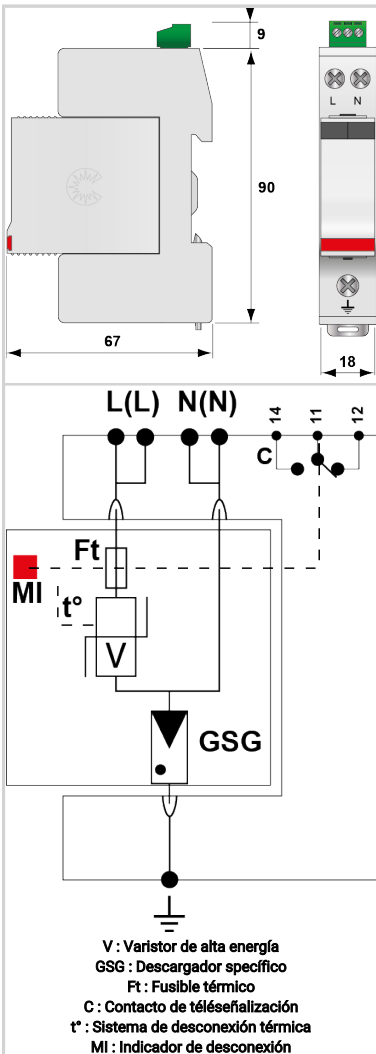 9
L N
90
67
18
L(L) N(N) 14 11 12
C
Ft
MI
t°
V
GSG
V : Varistor de alta energía
GSG : Descargador específico
Ft : Fusible térmico
C : Contacto de téléseñalización
t° : Sistema de desconexión térmica
MI : Indicador de desconexión